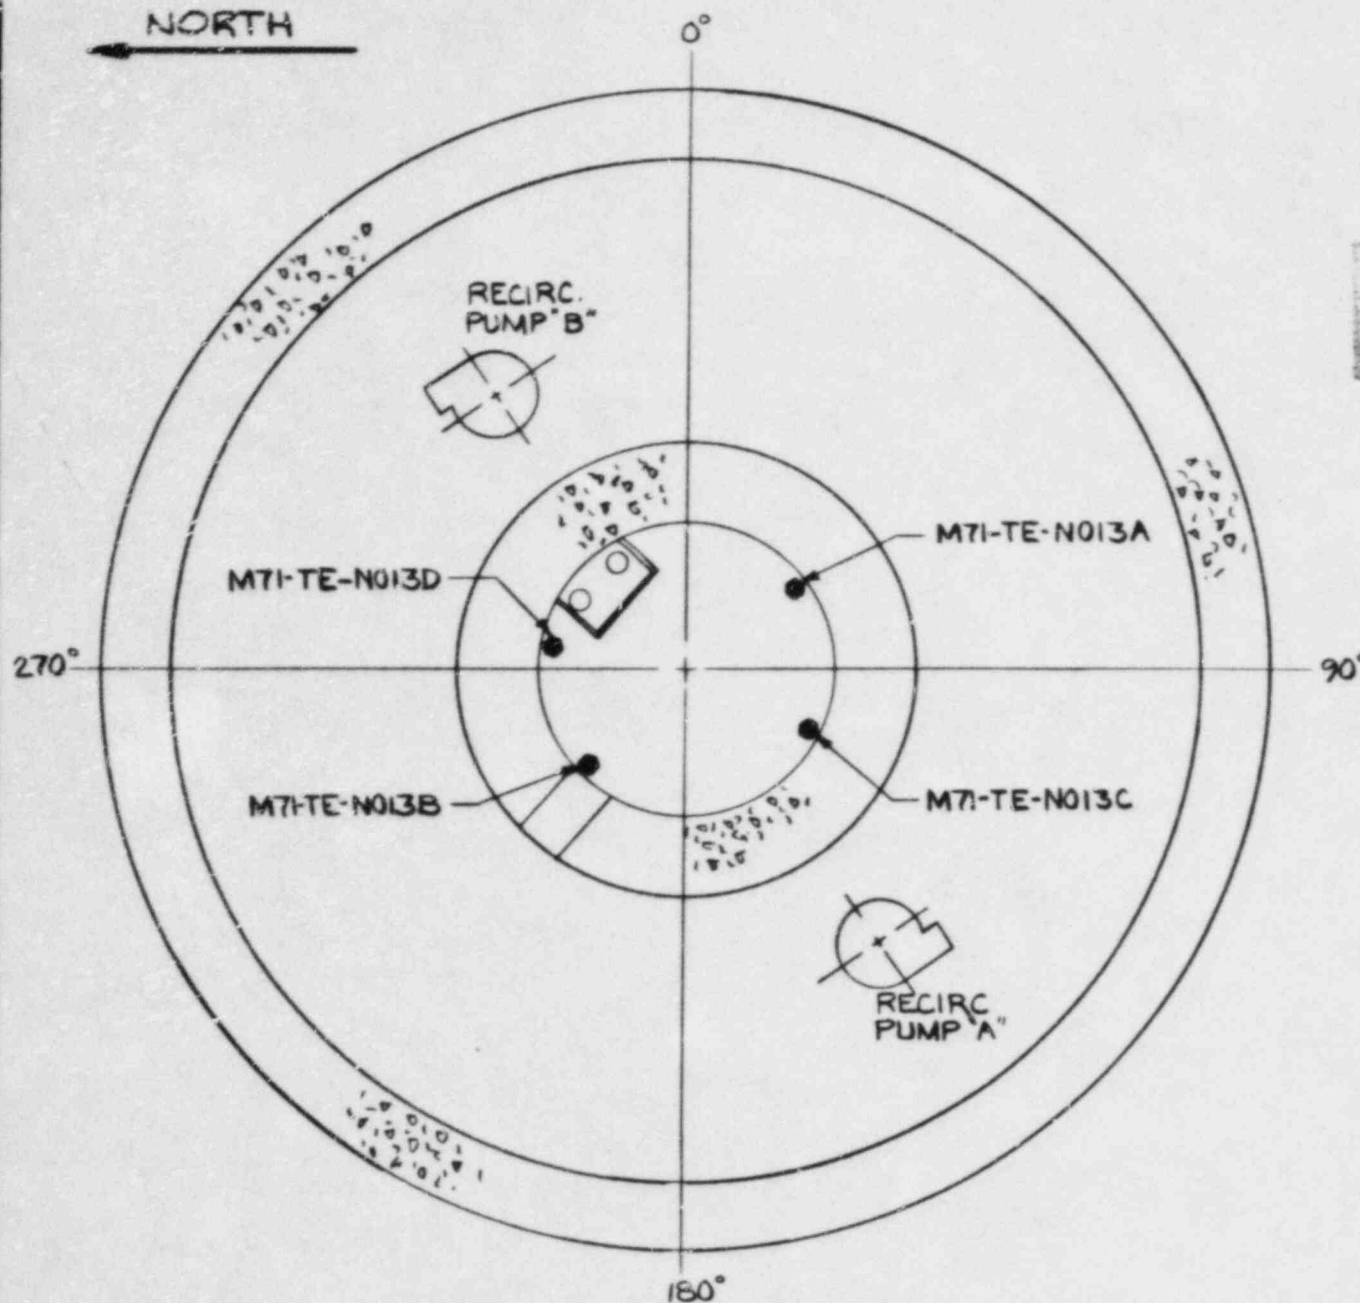 NORTH
0°
RECIRC.
PUMP "B"
M71-TE-N013A
M71-TE-N013D
270°
90°
M71-TE-N013B
M71-TE-N013C
RECIRC
PUMP "A"
180°